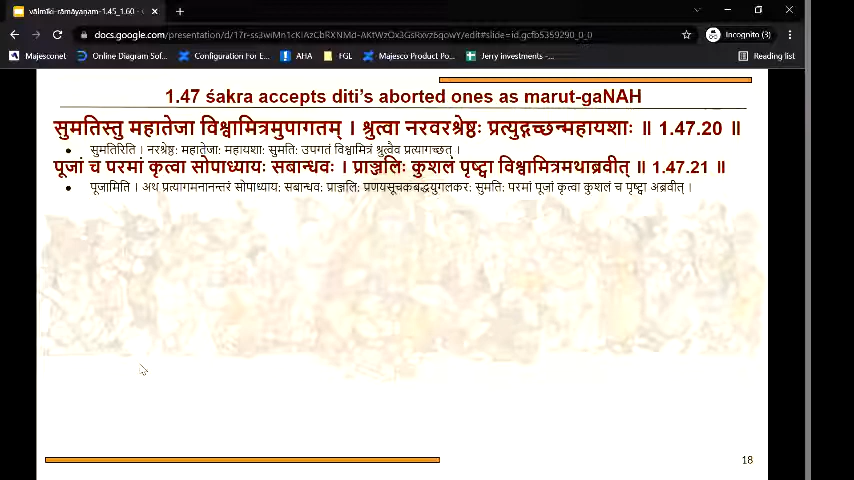 vālmīki-rāmāyaṇam-1.45_1.60 -
Incognito (3)
docs.google.com/presentation/d/17r-ss3wiMn1cKIAzCbRXNMd-AKtWzOx3GsRxvz6qowY/edit#slide=id.gcfb5359290_0_0
Majesconet
Online Diagram Sof...
Configuration For E...
AHA
FGL
Majesco Product Po...
Jerry investments -...
Reading list
1.47 śakra accepts diti's aborted ones as marut-gaNAH
सुमतिस्तु महातेजा विश्वामित्रमुपागतम् । श्रुत्वा नरवरश्रेष्ठः प्रत्युद्गच्छन्महायशाः ॥ 1.47.20 ॥
• सुमतिरिति । नरश्रेष्ठः महातेजाः महायशाः सुमतिः उपगतं विश्वामित्रं श्रुत्वैव प्रत्यागच्छत् ।
पूजां च परमां कृत्वा सोपाध्यायः सबान्धवः । प्राञ्जलिः कुशलं पृष्ट्वा विश्वामित्रमथाब्रवीत् ॥ 1.47.21 ॥
• पूजामिति । अथ प्रत्यागमनानन्तरं सोपाध्यायः सबान्धवः प्राञ्जलिः प्रणयसूचकबद्धयुगलकरः सुमतिः परमां पूजां कृत्वा कुशलं च पृष्ट्वा अब्रवीत् ।
18